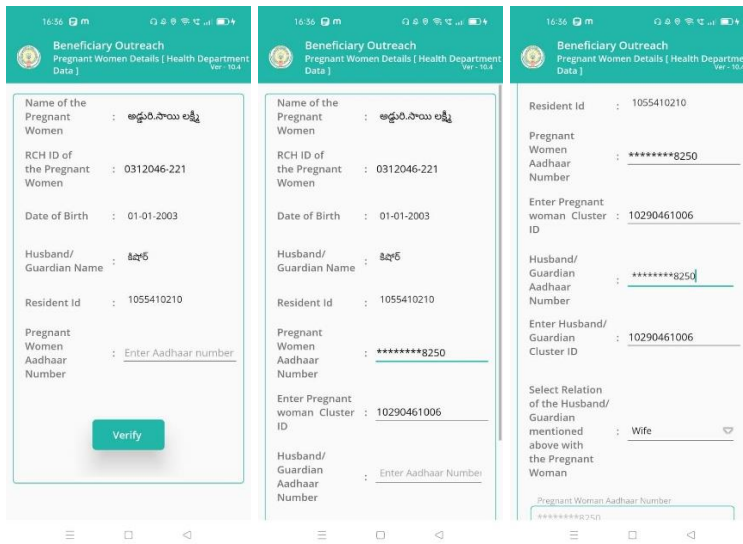 16:36
Beneficiary Outreach
Pregnant Women Details [ Health Department
Data ]
Ver - 10.4
Name of the
Pregnant : అడ్డురి.సాయి లక్ష్మీ
Women
RCH ID of
the Pregnant : 0312046-221
Women
Date of Birth : 01-01-2003
Husband/
Guardian Name : కిషోర్
Resident Id : 1055410210
Pregnant
Women
Aadhaar : Enter Aadhaar number
Number
Verify
16:36
Beneficiary Outreach
Pregnant Women Details [ Health Department
Data ]
Ver - 10.4
Name of the
Pregnant : అడ్డురి.సాయి లక్ష్మీ
Women
RCH ID of
the Pregnant : 0312046-221
Women
Date of Birth : 01-01-2003
Husband/
Guardian Name : కిషోర్
Resident Id : 1055410210
Pregnant
Women
Aadhaar : ********8250
Number
Enter Pregnant
woman Cluster : 10290461006
ID
Husband/
Guardian
Aadhaar : Enter Aadhaar Number
Number
16:36
Beneficiary Outreach
Pregnant Women Details [ Health Departme
Data ]
Ver - 10.4
Resident Id : 1055410210
Pregnant
Women
Aadhaar : ********8250
Number
Enter Pregnant
woman Cluster : 10290461006
ID
Husband/
Guardian
Aadhaar : ********8250
Number
Enter Husband/
Guardian : 10290461006
Cluster ID
Select Relation
of the Husband/
Guardian
mentioned : Wife
above with
the Pregnant
Woman
Pregnant Woman Aadhaar Number
********8250